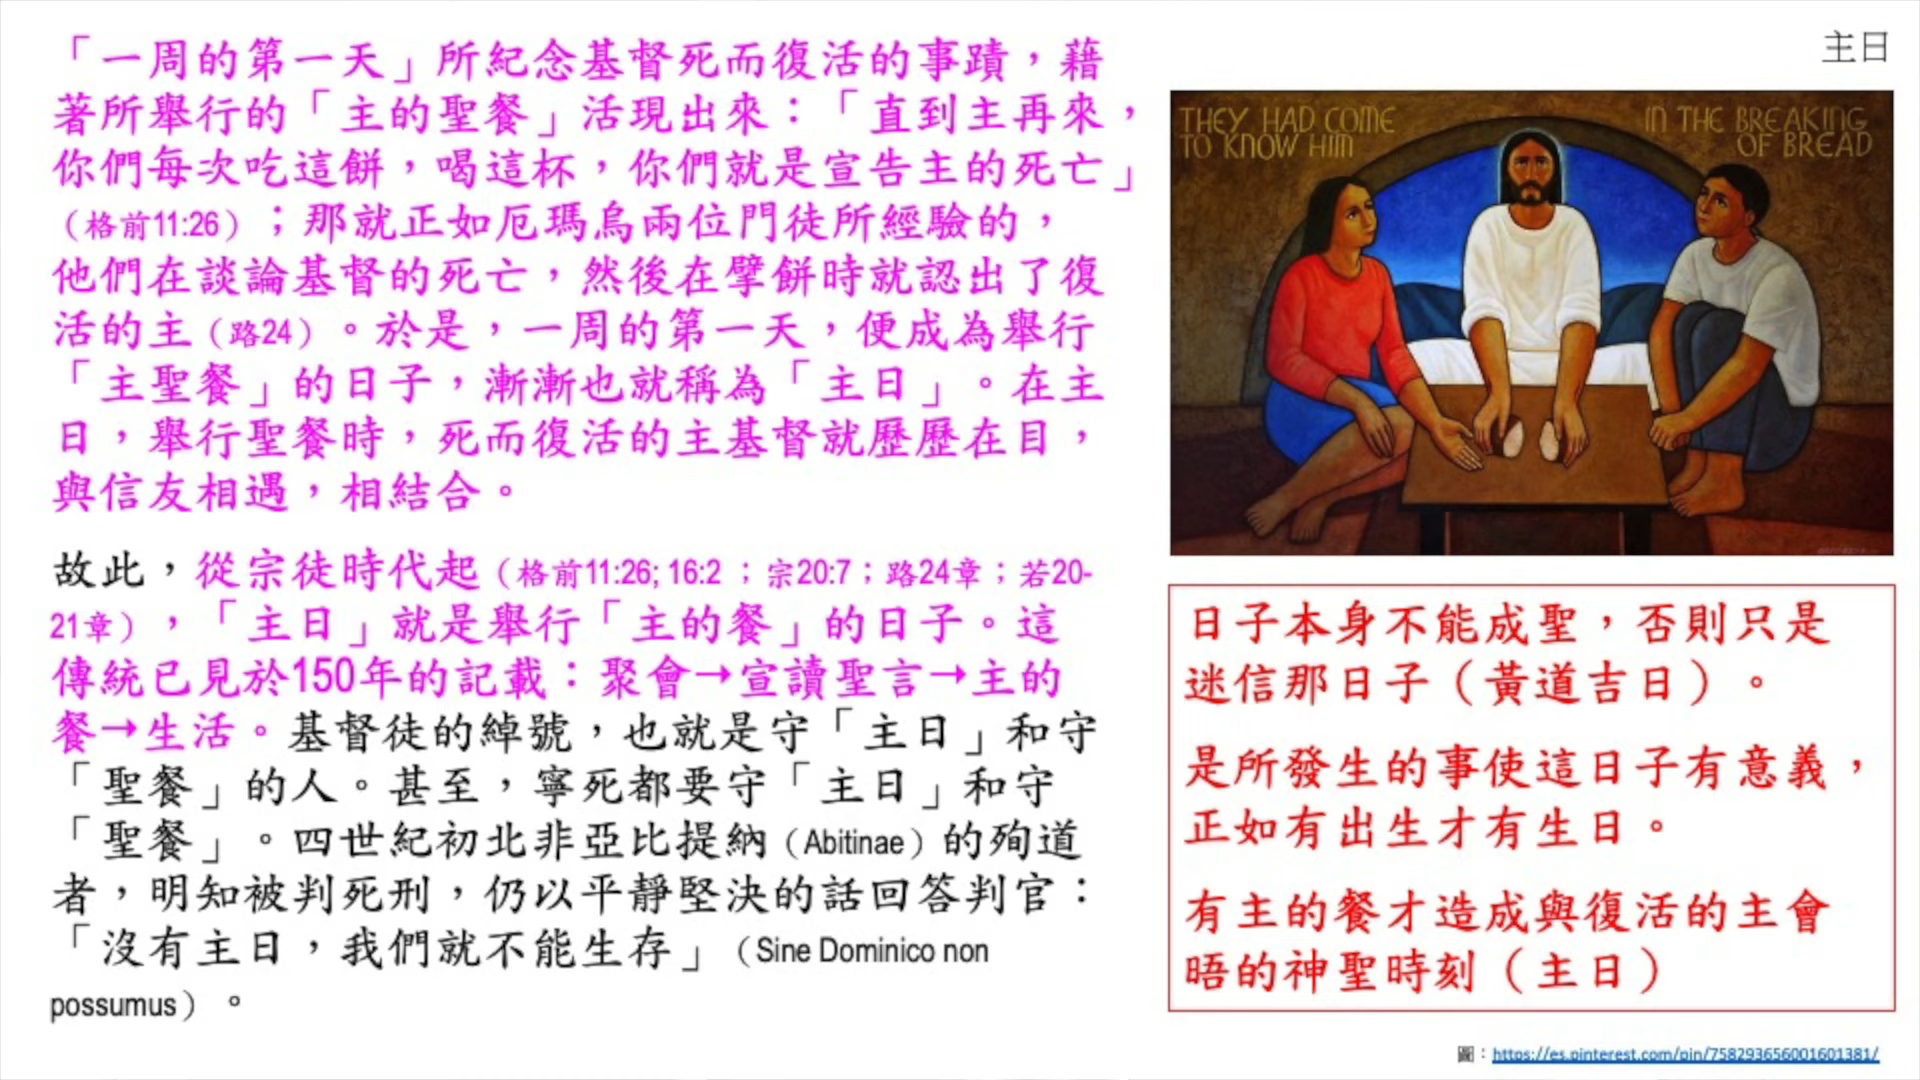 主日
「一周的第一天」所紀念基督死而復活的事蹟，藉
著所舉行的「主的聖餐」活現出來：「直到主再來，
你們每次吃這餅，喝這杯，你們就是宣告主的死亡」
（格前11:26）；那就正如厄瑪烏兩位門徒所經驗的，
他們在談論基督的死亡，然後在擘餅時就認出了復
活的主（路24）。於是，一周的第一天，便成為舉行
「主聖餐」的日子，漸漸也就稱為「主日」。在主
日，舉行聖餐時，死而復活的主基督就歷歷在目，
與信友相遇，相結合。
故此，從宗徒時代起（格前11:26; 16:2；宗20:7；路24章；若20-
21章），「主日」就是舉行「主的餐」的日子。這
傳統已見於150年的記載：聚會→宣讀聖言→主的
餐→生活。基督徒的綽號，也就是守「主日」和守
「聖餐」的人。甚至，寧死都要守「主日」和守
「聖餐」。四世紀初北非亞比提納（Abitinae）的殉道
者，明知被判死刑，仍以平靜堅決的話回答判官：
「沒有主日，我們就不能生存」（Sine Dominico non
possumus）。
THEY HAD COME
TO KNOW HIM
IN THE BREAKING
OF BREAD
日子本身不能成聖，否則只是
迷信那日子（黃道吉日）。
是所發生的事使這日子有意義，
正如有出生才有生日。
有主的餐才造成與復活的主會
晤的神聖時刻（主日）
圖：https://es.pinterest.com/pin/758293656001601381/